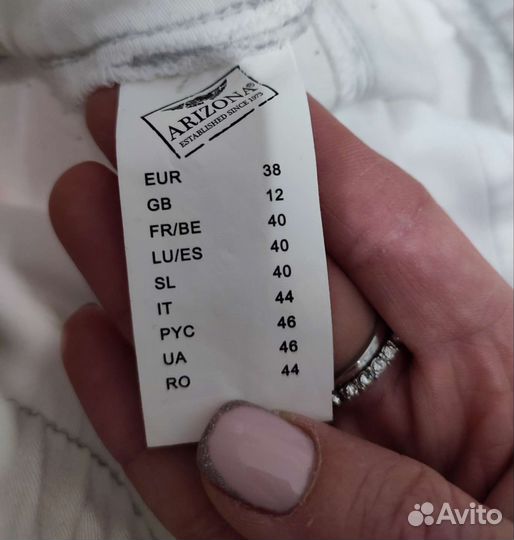 ARIZONA®
ESTABLISHED SINCE 1973
EUR 38
GB 12
FR/BE 40
LU/ES 40
SL 40
IT 44
РУС 46
UA 46
RO 44
Avito